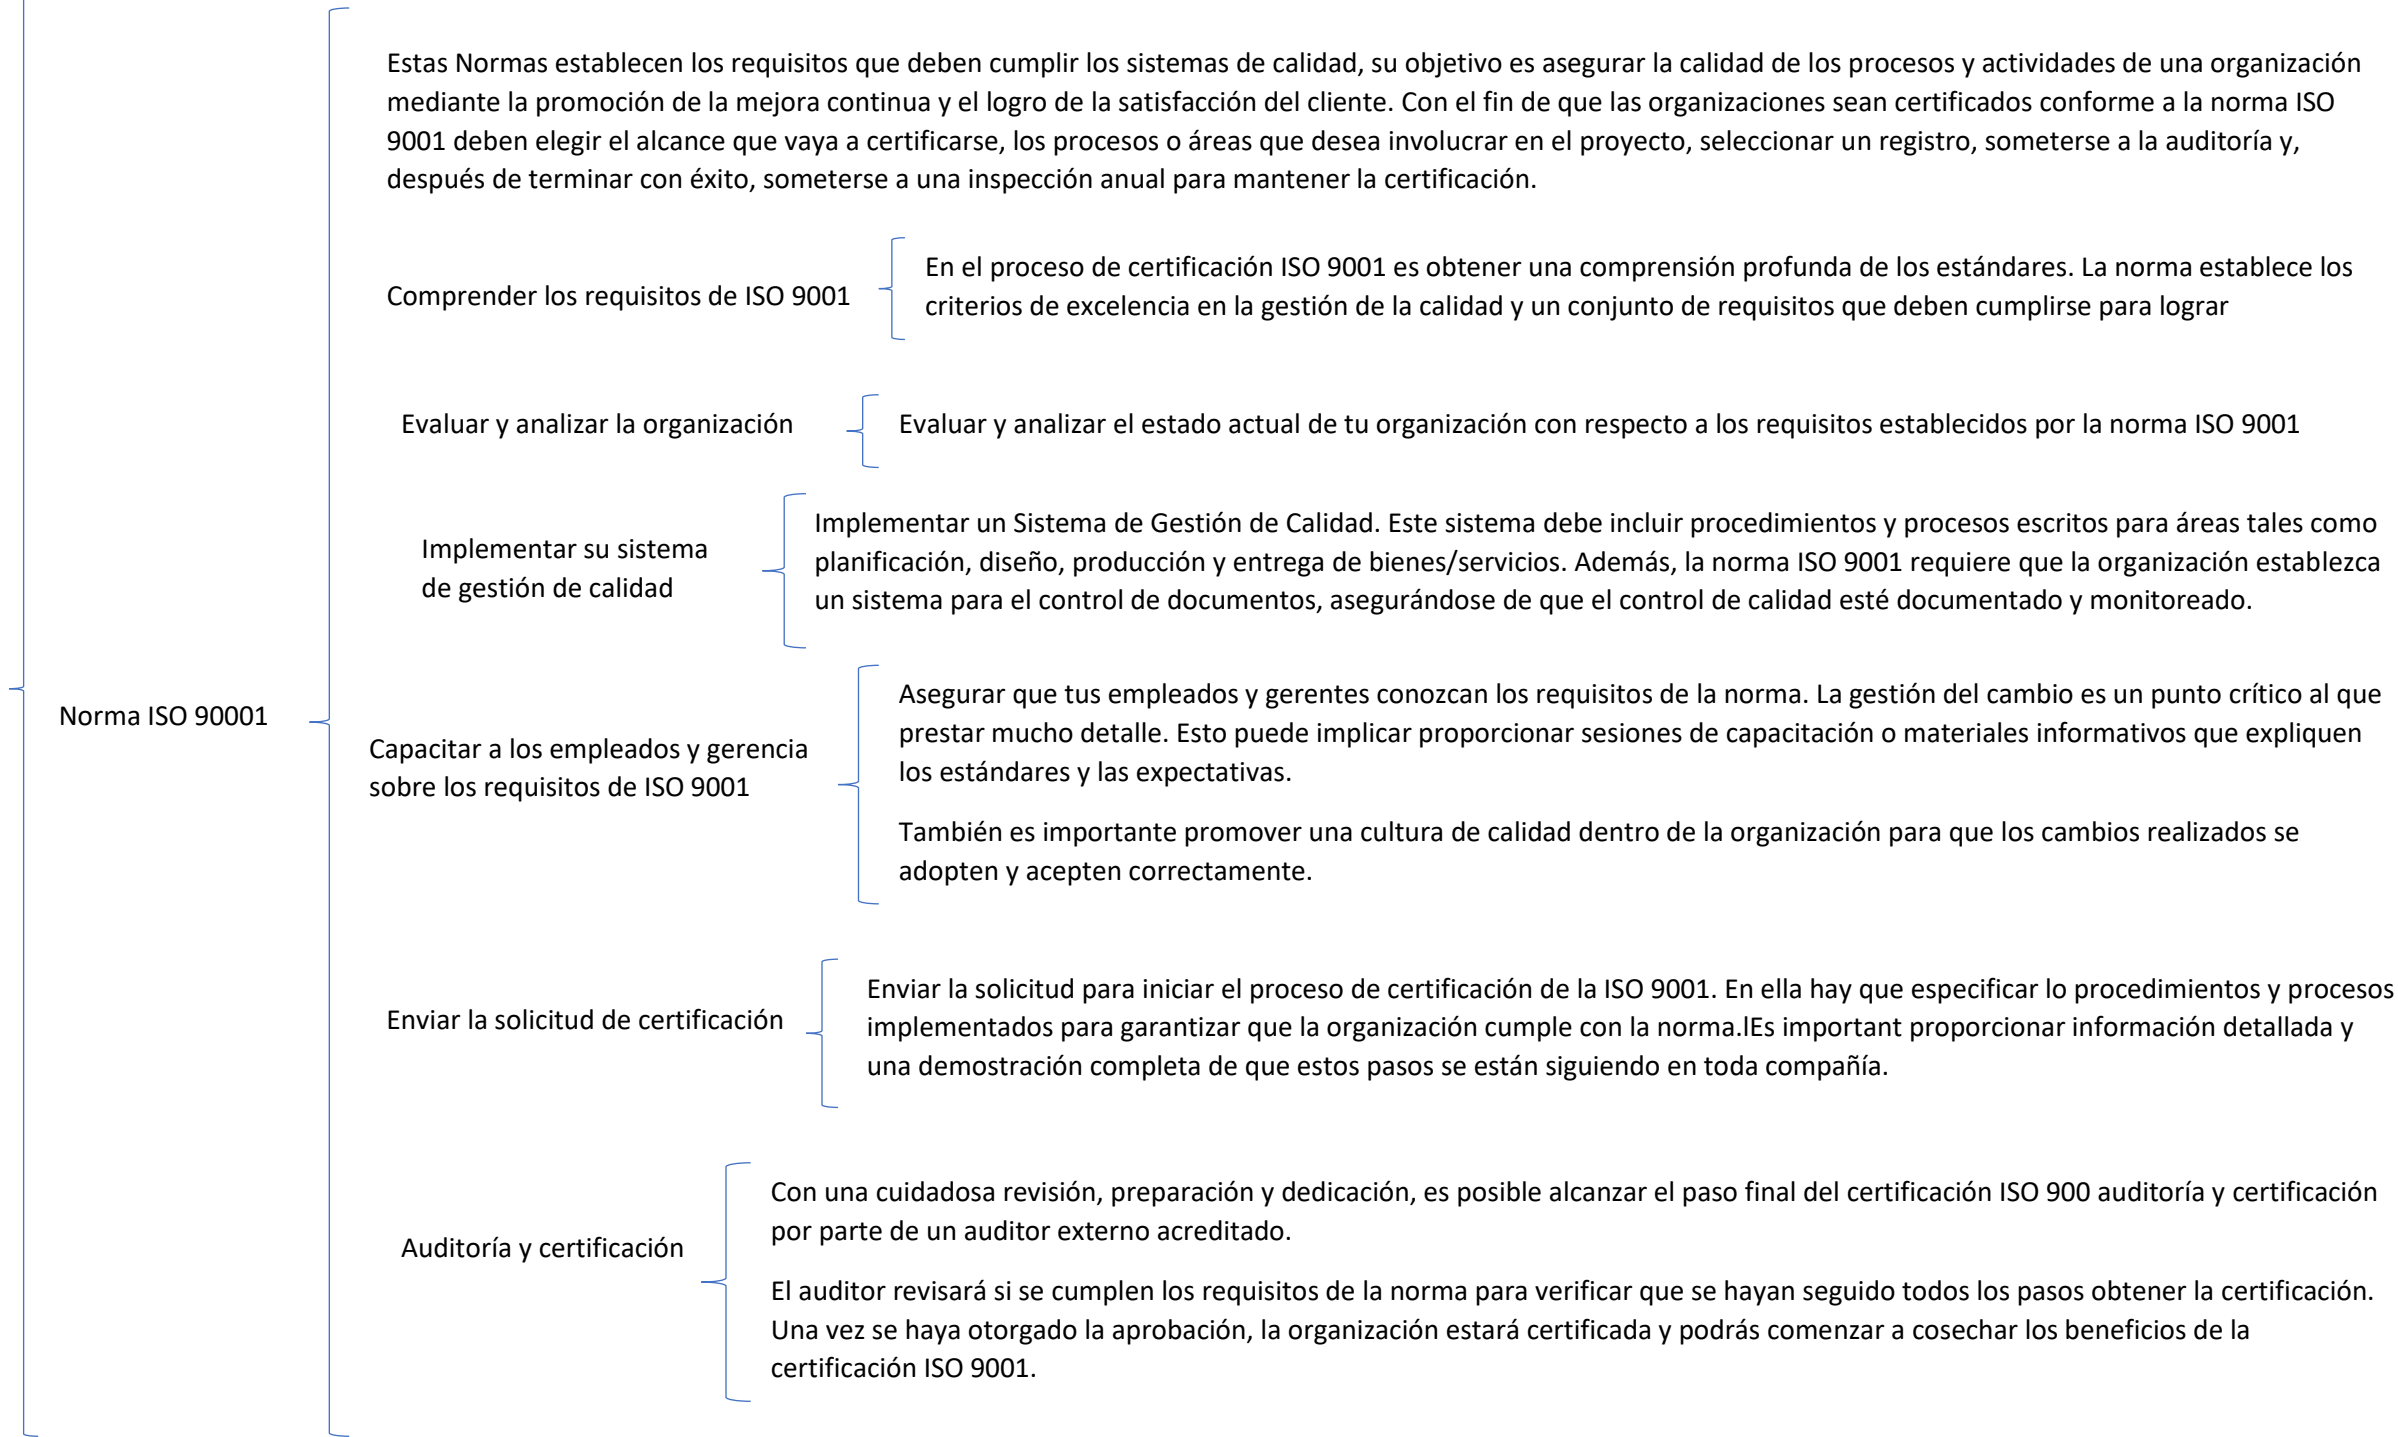 Estas Normas establecen los requisitos que deben cumplir los sistemas de calidad, su objetivo es asegurar la calidad de los procesos y actividades de una organización
mediante la promoción de la mejora continua y el logro de la satisfacción del cliente. Con el fin de que las organizaciones sean certificados conforme a la norma ISO
9001 deben elegir el alcance que vaya a certificarse, los procesos o áreas que desea involucrar en el proyecto, seleccionar un registro, someterse a la auditoría y,
después de terminar con éxito, someterse a una inspección anual para mantener la certificación.
Comprender los requisitos de ISO 9001
En el proceso de certificación ISO 9001 es obtener una comprensión profunda de los estándares. La norma establece los
criterios de excelencia en la gestión de la calidad y un conjunto de requisitos que deben cumplirse para lograr
Evaluar y analizar la organización
Evaluar y analizar el estado actual de tu organización con respecto a los requisitos establecidos por la norma ISO 9001
Implementar su sistema
de gestión de calidad
Implementar un Sistema de Gestión de Calidad. Este sistema debe incluir procedimientos y procesos escritos para áreas tales como
planificación, diseño, producción y entrega de bienes/servicios. Además, la norma ISO 9001 requiere que la organización establezca
un sistema para el control de documentos, asegurándose de que el control de calidad esté documentado y monitoreado.
Norma ISO 90001
Capacitar a los empleados y gerencia
sobre los requisitos de ISO 9001
Asegurar que tus empleados y gerentes conozcan los requisitos de la norma. La gestión del cambio es un punto crítico al que
prestar mucho detalle. Esto puede implicar proporcionar sesiones de capacitación o materiales informativos que expliquen
los estándares y las expectativas.
También es importante promover una cultura de calidad dentro de la organización para que los cambios realizados se
adopten y acepten correctamente.
Enviar la solicitud de certificación
Enviar la solicitud para iniciar el proceso de certificación de la ISO 9001. En ella hay que especificar lo procedimientos y procesos
implementados para garantizar que la organización cumple con la norma.lEs important proporcionar información detallada y
una demostración completa de que estos pasos se están siguiendo en toda compañía.
Auditoría y certificación
Con una cuidadosa revisión, preparación y dedicación, es posible alcanzar el paso final del certificación ISO 900 auditoría y certificación
por parte de un auditor externo acreditado.
El auditor revisará si se cumplen los requisitos de la norma para verificar que se hayan seguido todos los pasos obtener la certificación.
Una vez se haya otorgado la aprobación, la organización estará certificada y podrás comenzar a cosechar los beneficios de la
certificación ISO 9001.